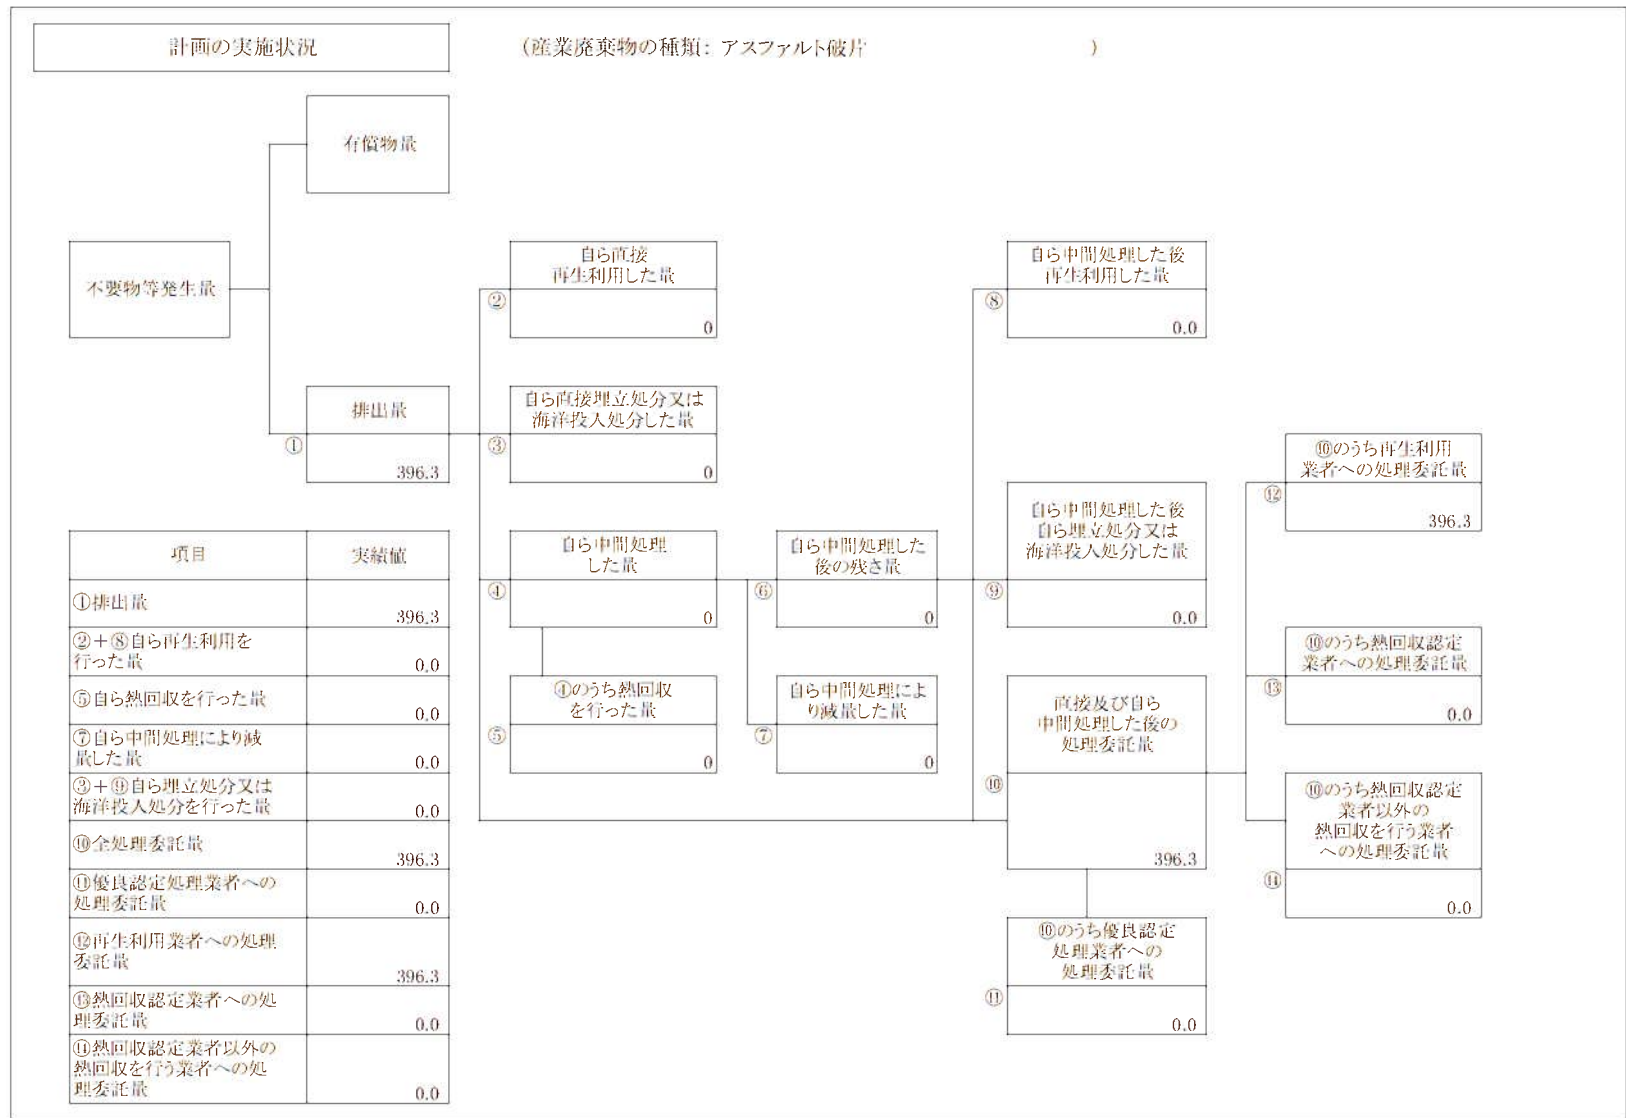 計画の実施状況
(産業廃棄物の種類: アスファルト破片 )
有償物量
不要物等発生量
排出量
①
396.3
自ら直接
再生利用した量
②
0
自ら直接埋立処分又は
海洋投入処分した量
③
0
自ら中間処理
した量
④
0
④のうち熱回収
を行った量
⑤
0
自ら中間処理した
後の残さ量
⑥
0
自ら中間処理によ
り減量した量
⑦
0
自ら中間処理した後
再生利用した量
⑧
0.0
自ら中間処理した後
自ら埋立処分又は
海洋投入処分した量
⑨
0.0
直接及び自ら
中間処理した後の
処理委託量
⑩
396.3
⑩のうち優良認定
処理業者への
処理委託量
⑪
0.0
⑩のうち再生利用
業者への処理委託量
⑫
396.3
⑩のうち熱回収認定
業者への処理委託量
⑬
0.0
⑩のうち熱回収認定
業者以外の
熱回収を行う業者
への処理委託量
⑭
0.0
項目 実績値
①排出量 396.3
②+⑧自ら再生利用を
行った量 0.0
⑤自ら熱回収を行った量 0.0
⑦自ら中間処理により減
量した量 0.0
③+⑨自ら埋立処分又は
海洋投入処分を行った量 0.0
⑩全処理委託量 396.3
⑪優良認定処理業者への
処理委託量 0.0
⑫再生利用業者への処理
委託量 396.3
⑬熱回収認定業者への処
理委託量 0.0
⑭熱回収認定業者以外の
熱回収を行う業者への処
理委託量 0.0